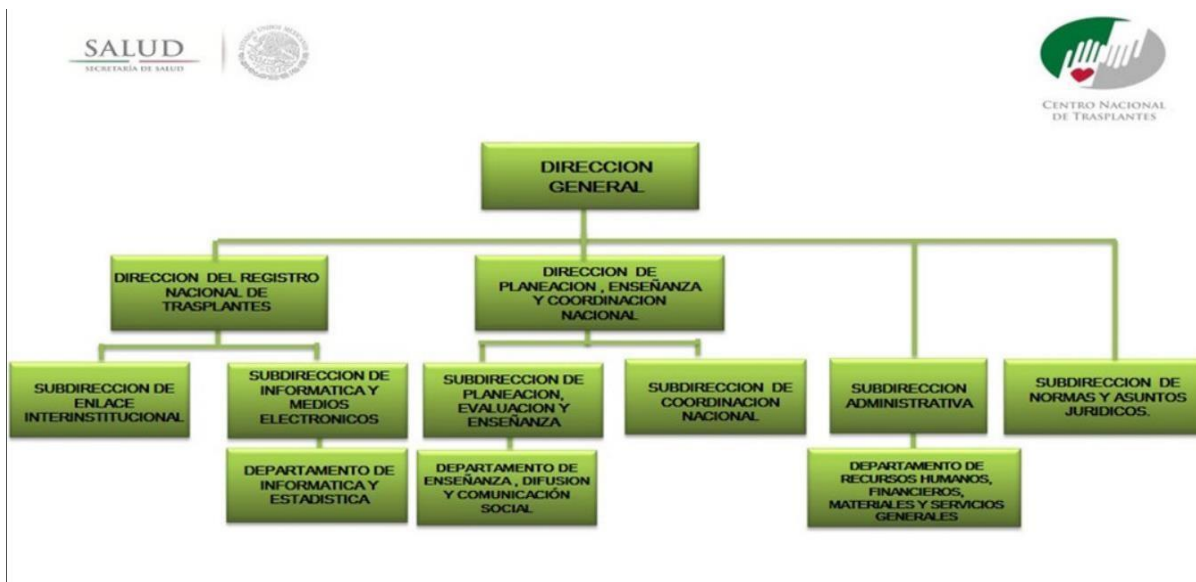 SALUD
SECRETARÍA DE SALUD
ESTADOS UNIDOS MEXICANOS
CENTRO NACIONAL
DE TRASPLANTES
DIRECCION
GENERAL
DIRECCION DEL REGISTRO
NACIONAL DE
TRASPLANTES
DIRECCION DE
PLANEACION , ENSEÑANZA
Y COORDINACION
NACIONAL
SUBDIRECCION DE
ENLACE
INTERINSTITUCIONAL
SUBDIRECCION DE
INFORMATICA Y
MEDIOS
ELECTRONICOS
SUBDIRECCION DE
PLANEACION,
EVALUACION Y
ENSEÑANZA
SUBDIRECCION DE
COORDINACION
NACIONAL
SUBDIRECCION
ADMINISTRATIVA
SUBDIRECCION DE
NORMAS Y ASUNTOS
JURIDICOS.
DEPARTAMENTO DE
INFORMATICA Y
ESTADISTICA
DEPARTAMENTO DE
ENSEÑANZA , DIFUSION
Y COMUNICACIÓN
SOCIAL
DEPARTAMENTO DE
RECURSOS HUMANOS,
FINANCIEROS,
MATERIALES Y SERVICIOS
GENERALES